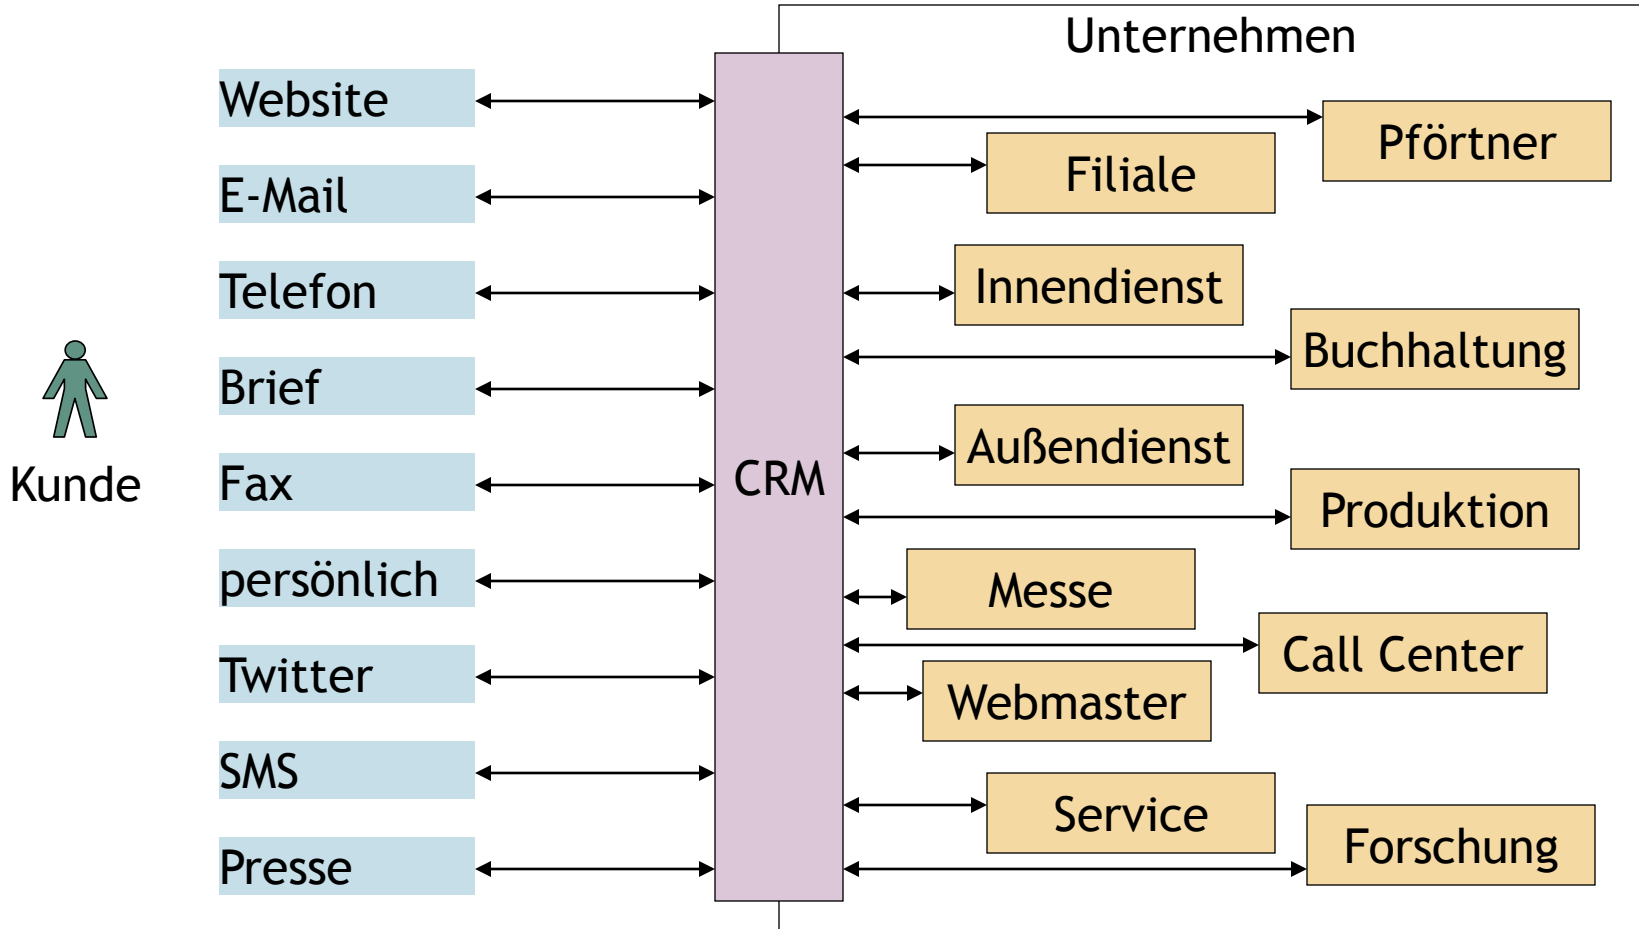 Unternehmen
Website
E-Mail
Telefon
Brief
Fax
persönlich
Twitter
SMS
Presse
Kunde
CRM
Pförtner
Filiale
Innendienst
Buchhaltung
Außendienst
Produktion
Messe
Call Center
Webmaster
Service
Forschung